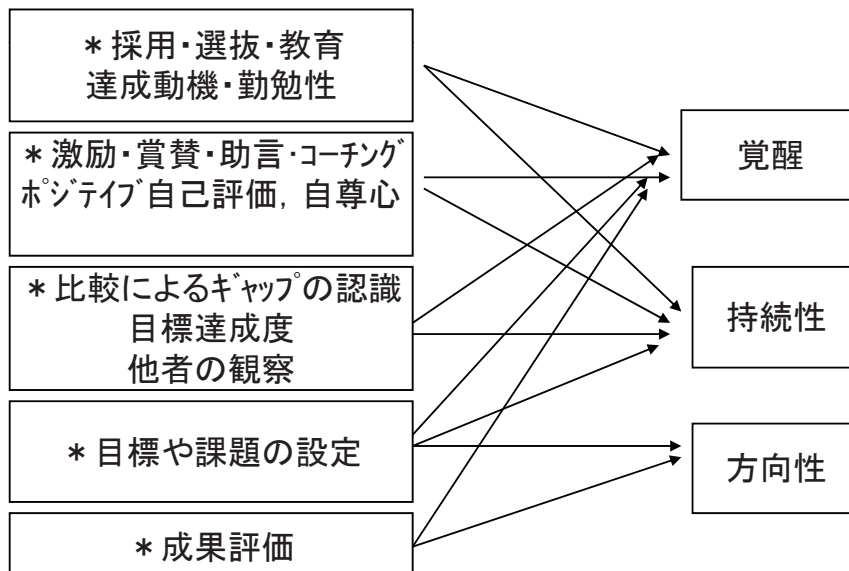 ＊採用・選抜・教育
達成動機・勤勉性
＊激励・賞賛・助言・ｺｰﾁﾝｸﾞ
ﾎﾟｼﾞﾃｲﾌﾞ自己評価，自尊心
＊比較によるｷﾞｬｯﾌﾟの認識
目標達成度
他者の観察
＊目標や課題の設定
＊成果評価
覚醒
持続性
方向性